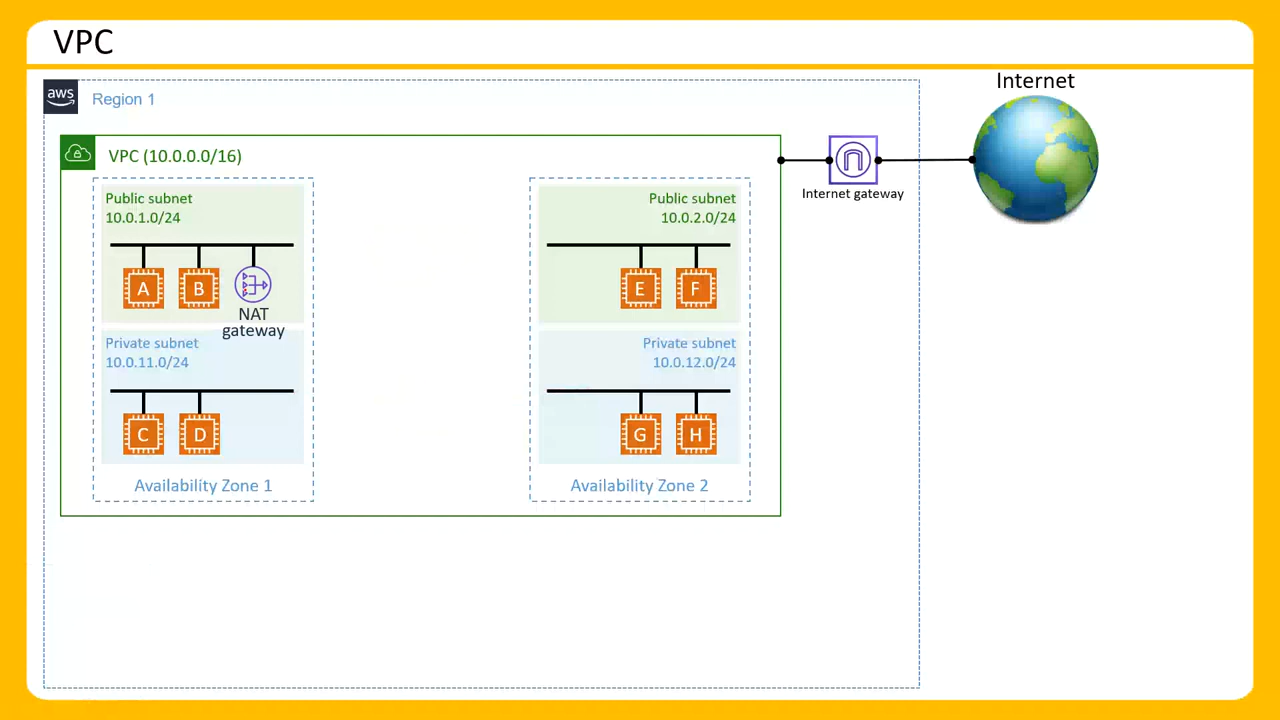 VPC
aws
Region 1
Internet
VPC (10.0.0.0/16)
Internet gateway
Public subnet
10.0.1.0/24
A
B
NAT
gateway
Private subnet
10.0.11.0/24
C
D
Availability Zone 1
Public subnet
10.0.2.0/24
E
F
Private subnet
10.0.12.0/24
G
H
Availability Zone 2